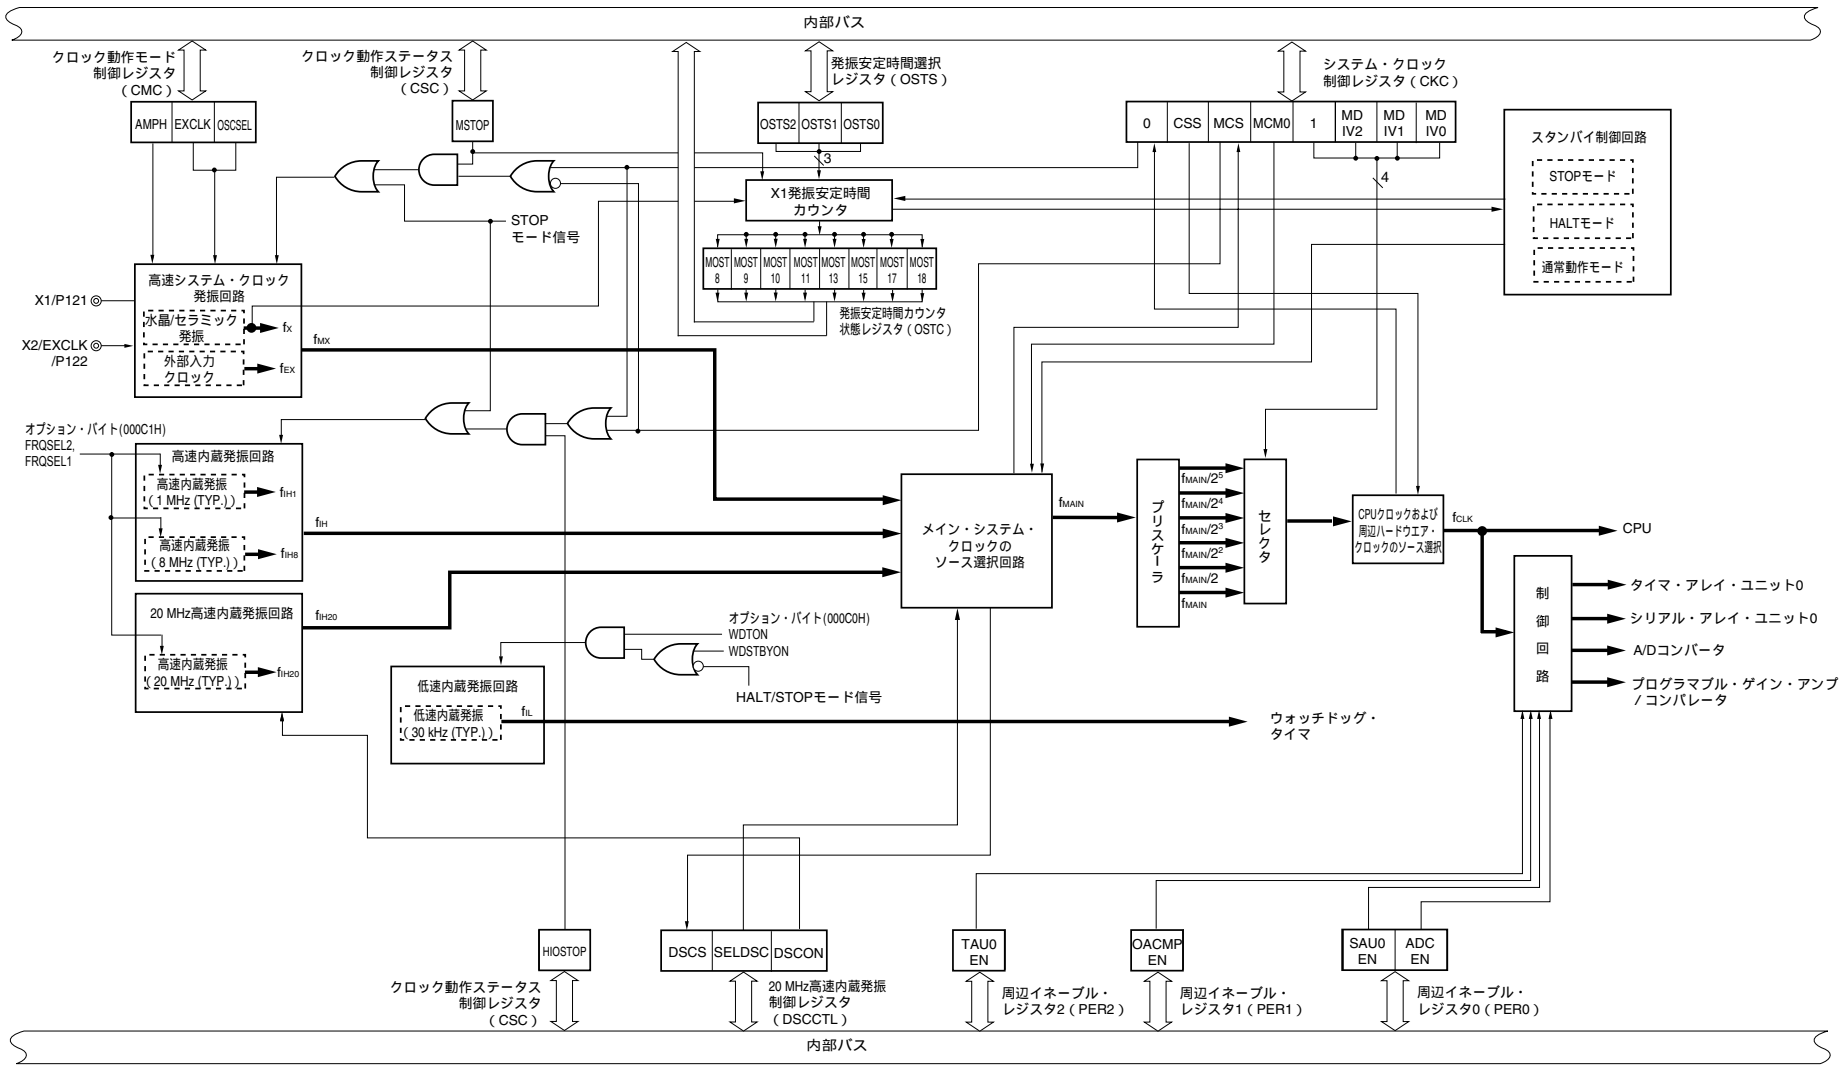 内部バス
クロック動作モード
制御レジスタ
(CMC)
クロック動作ステータス
制御レジスタ
(CSC)
発振安定時間選択
レジスタ(OSTS)
システム・クロック
制御レジスタ(CKC)
AMPH EXCLK OSCSEL
MSTOP
OSTS2 OSTS1 OSTS0
0 CSS MCS MCM0 1 MD IV2 MD IV1 MD IV0
スタンバイ制御回路
STOPモード
HALTモード
通常動作モード
3
4
X1発振安定時間
カウンタ
STOP
モード信号
MOST 8 MOST 9 MOST 10 MOST 11 MOST 13 MOST 15 MOST 17 MOST 18
発振安定時間カウンタ
状態レジスタ(OSTC)
高速システム・クロック
発振回路
X1/P121
水晶/セラミック
発振
fX
X2/EXCLK
/P122
外部入力
クロック
fEX
fMX
オプション・バイト(000C1H)
FRQSEL2,
FRQSEL1
高速内蔵発振回路
高速内蔵発振
(1 MHz (TYP.))
fIH1
高速内蔵発振
(8 MHz (TYP.))
fIH8
fIH
20 MHz高速内蔵発振回路
高速内蔵発振
(20 MHz (TYP.))
fIH20
fIH20
メイン・システム・
クロックの
ソース選択回路
fMAIN
プリスケーラ
fMAIN/2⁵
fMAIN/2⁴
fMAIN/2³
fMAIN/2²
fMAIN/2
fMAIN
セレクタ
CPUクロックおよび
周辺ハードウエア・
クロックのソース選択
fCLK
CPU
制御回路
タイマ・アレイ・ユニット0
シリアル・アレイ・ユニット0
A/Dコンバータ
プログラマブル・ゲイン・アンプ
/コンパレータ
オプション・バイト(000C0H)
WDTON
WDSTBYON
HALT/STOPモード信号
低速内蔵発振回路
低速内蔵発振
(30 kHz (TYP.))
fIL
ウォッチドッグ・
タイマ
HIOSTOP
DSCS SELDSC DSCON
TAU0
EN
OACMP
EN
SAU0 EN ADC EN
クロック動作ステータス
制御レジスタ
(CSC)
20 MHz高速内蔵発振
制御レジスタ
(DSCCTL)
周辺イネーブル・
レジスタ2(PER2)
周辺イネーブル・
レジスタ1(PER1)
周辺イネーブル・
レジスタ0(PER0)
内部バス